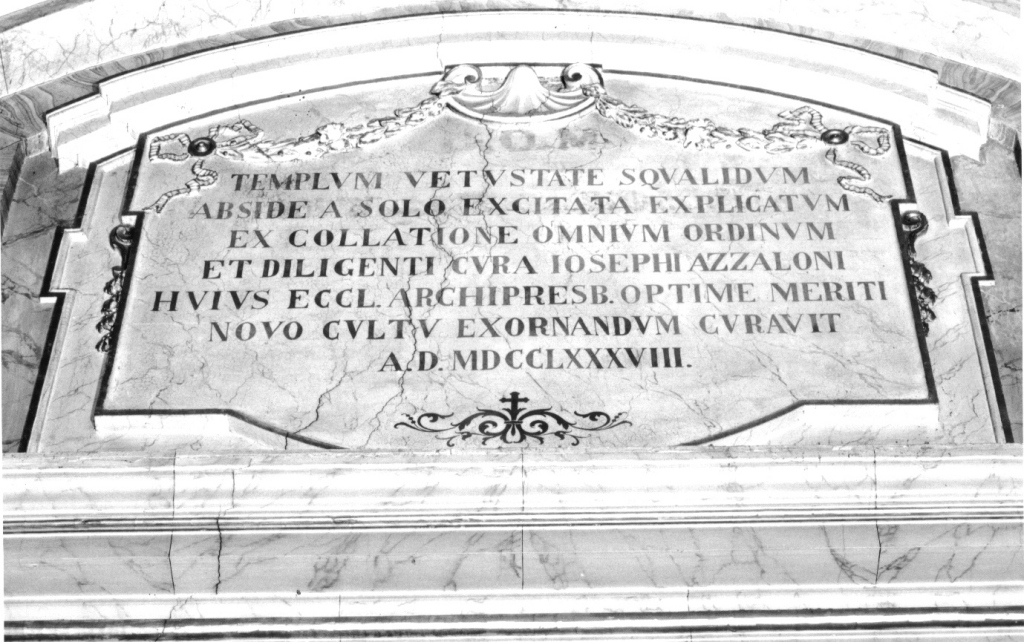 O. M
TEMPLVM VETVSTATE SQVALIDVM
ABSIDE A SOLO EXCITATA EXPLICATVM
EX COLLATIONE OMNIVM ORDINVM
ET DILIGENTI CVRA IOSEPHI AZZALONI
HVIVS ECCL. ARCHIPRESB. OPTIME MERITI
NOVO CVLTV EXORNANDVM CVRAVIT
A.D. MDCCLXXXVIII.